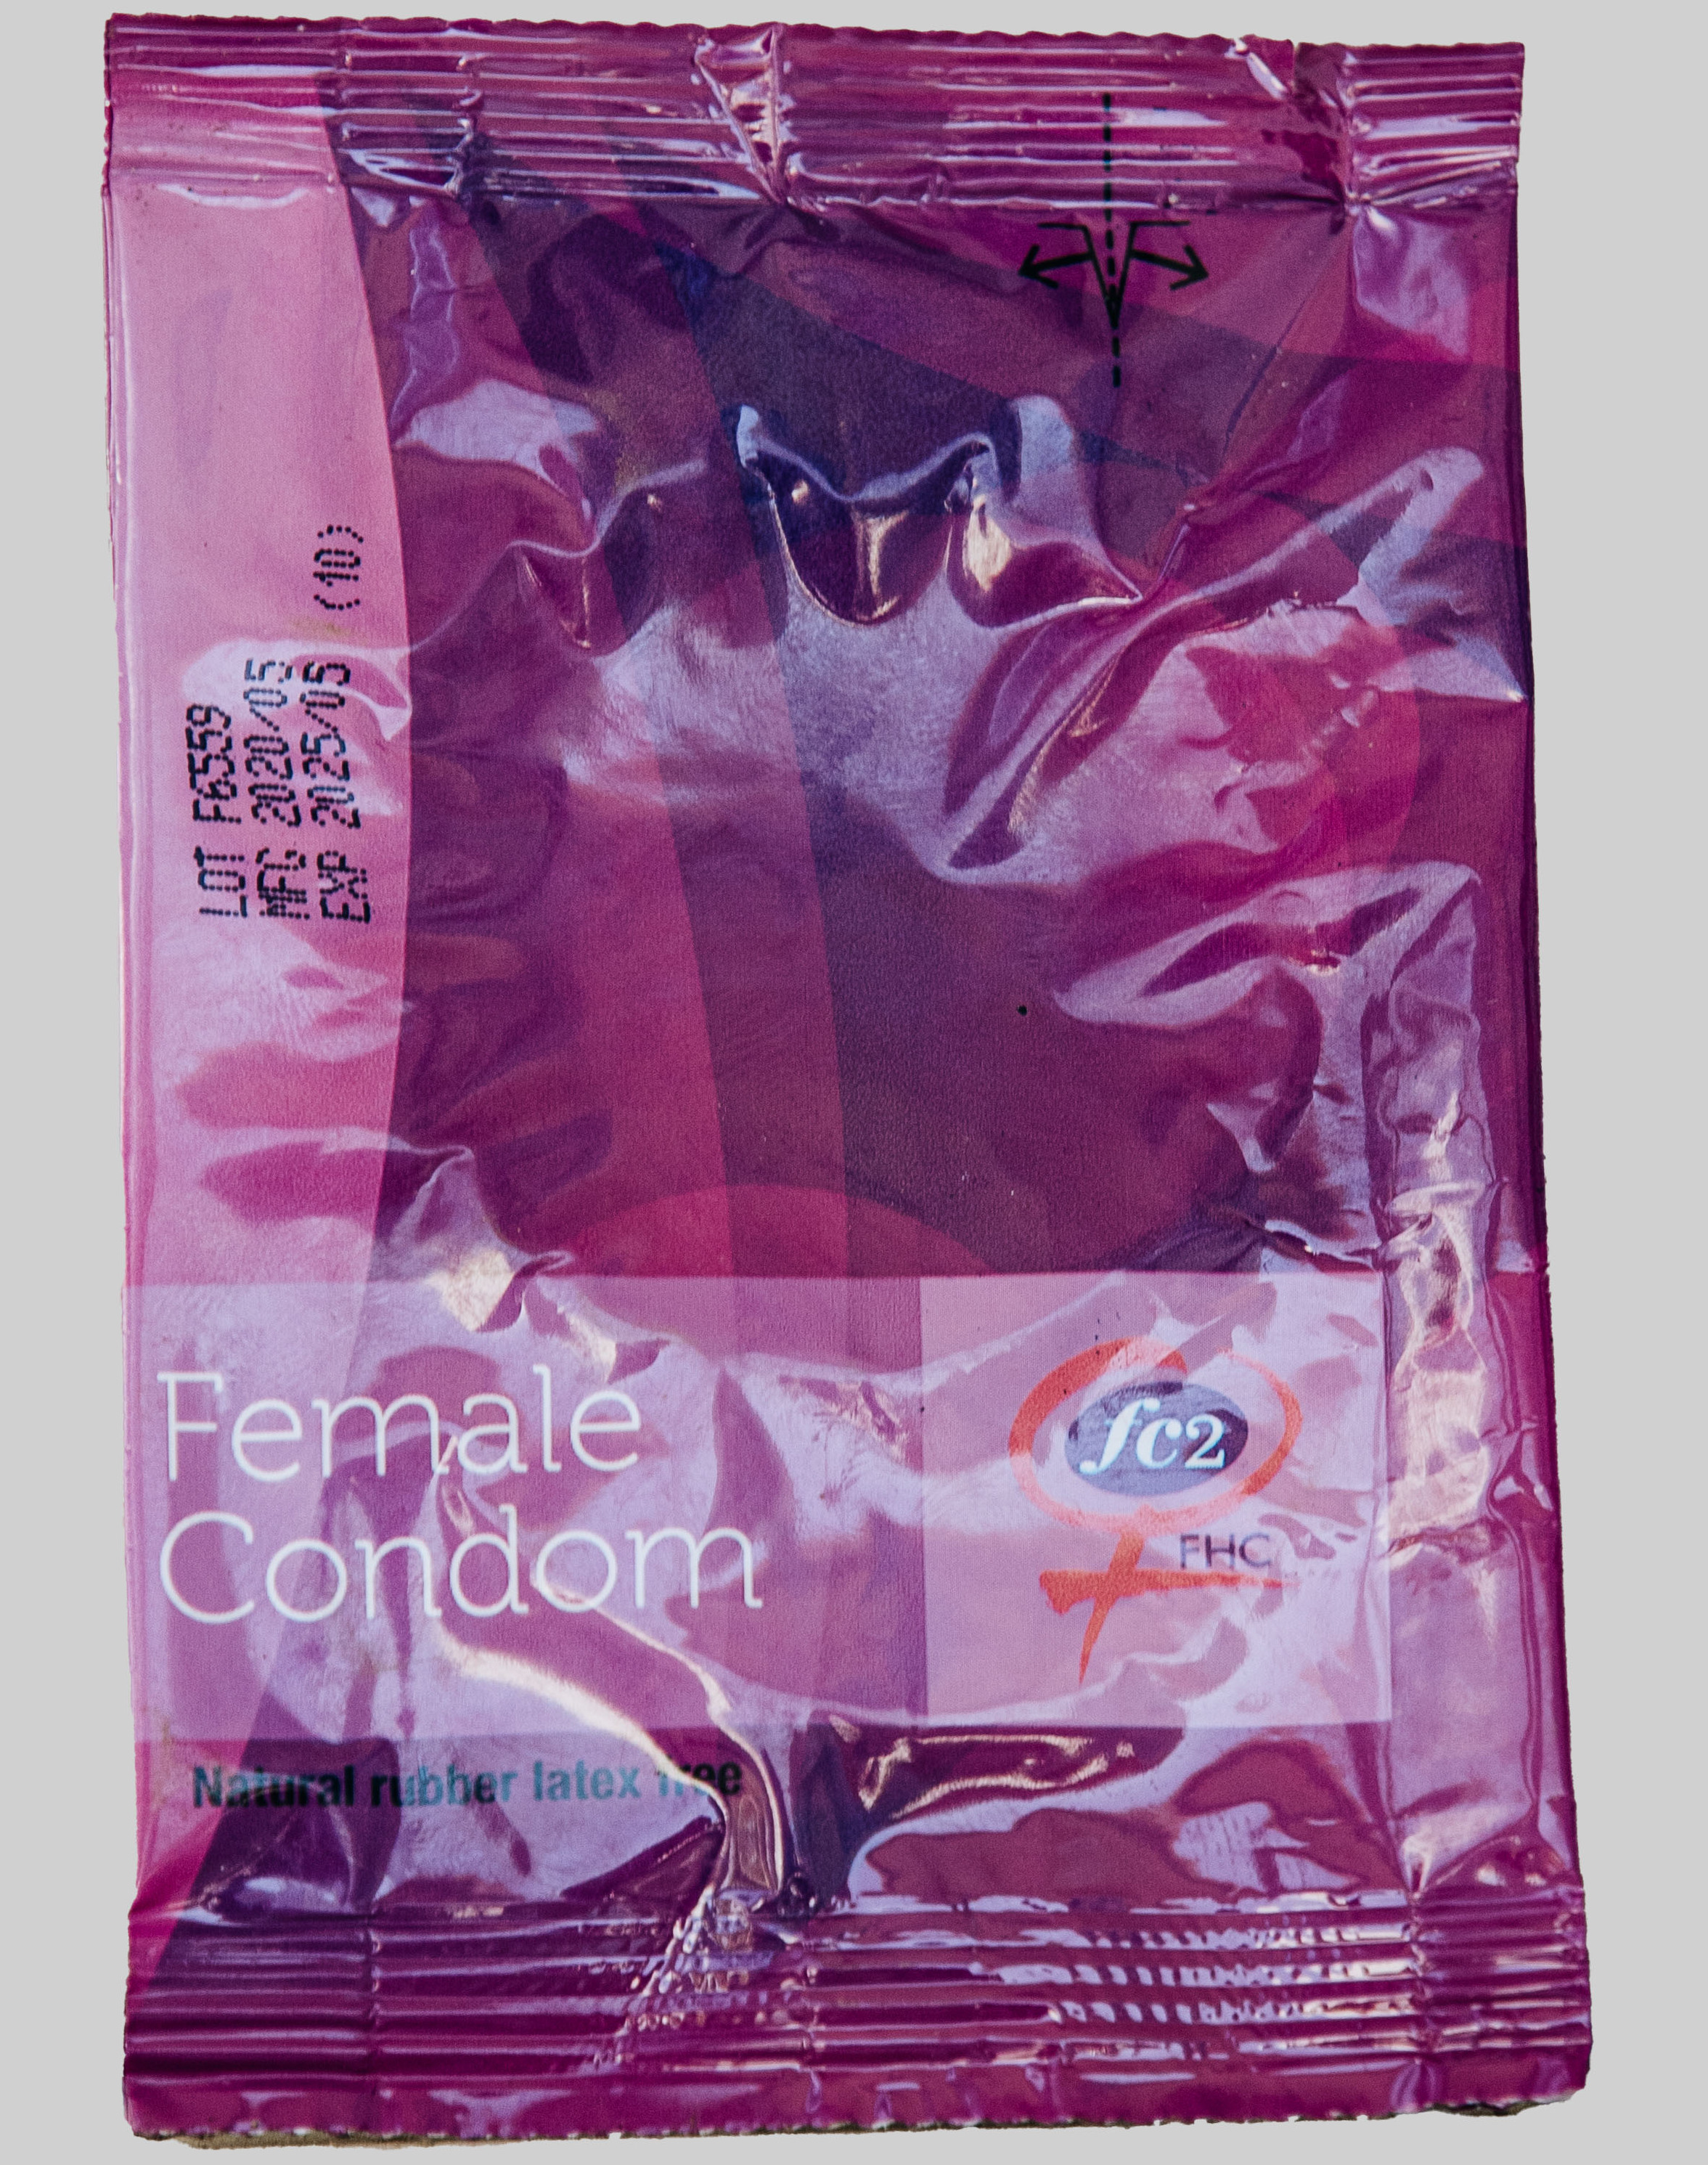 LOT F6559
MFG 2020/05
EXP 2025/05 (10)
Female
Condom
fc2
FHC
Natural rubber latex free